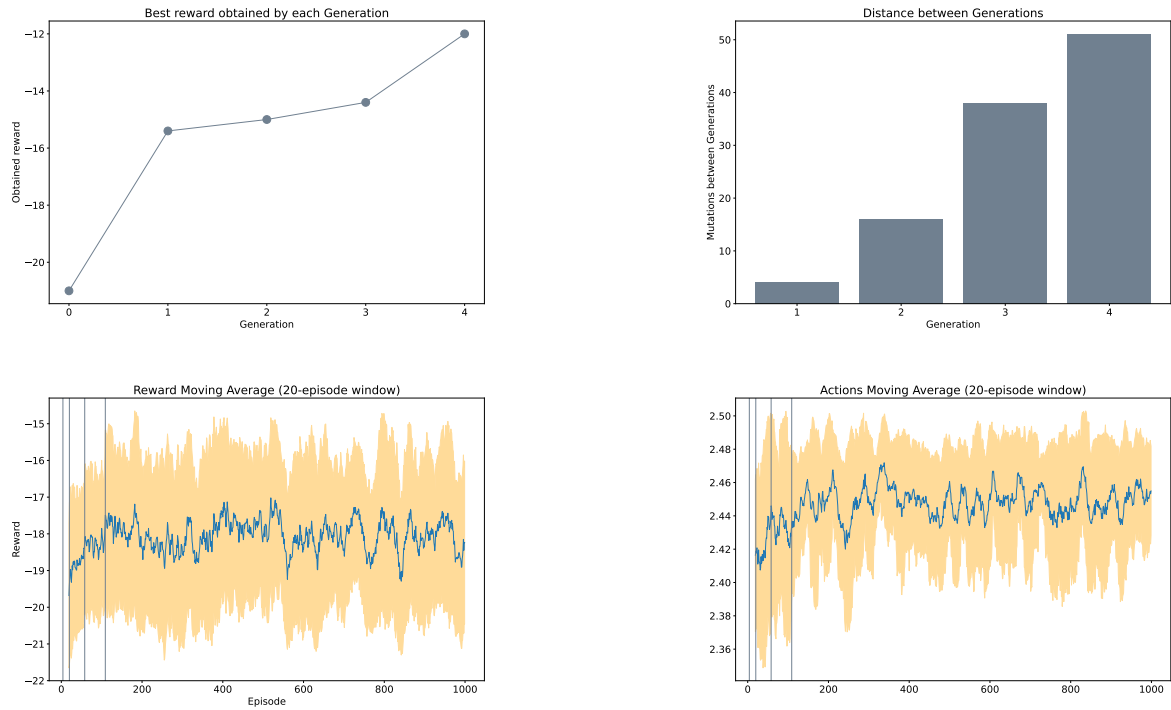 Best reward obtained by each Generation
Obtained reward
−12
−14
−16
−18
−20
0 1 2 3 4
Generation
Distance between Generations
Mutations between Generations
50
40
30
20
10
0
1 2 3 4
Generation
Reward Moving Average (20-episode window)
Reward
−15
−16
−17
−18
−19
−20
−21
−22
0 200 400 600 800 1000
Episode
Actions Moving Average (20-episode window)
2.50
2.48
2.46
2.44
2.42
2.40
2.38
2.36
0 200 400 600 800 1000